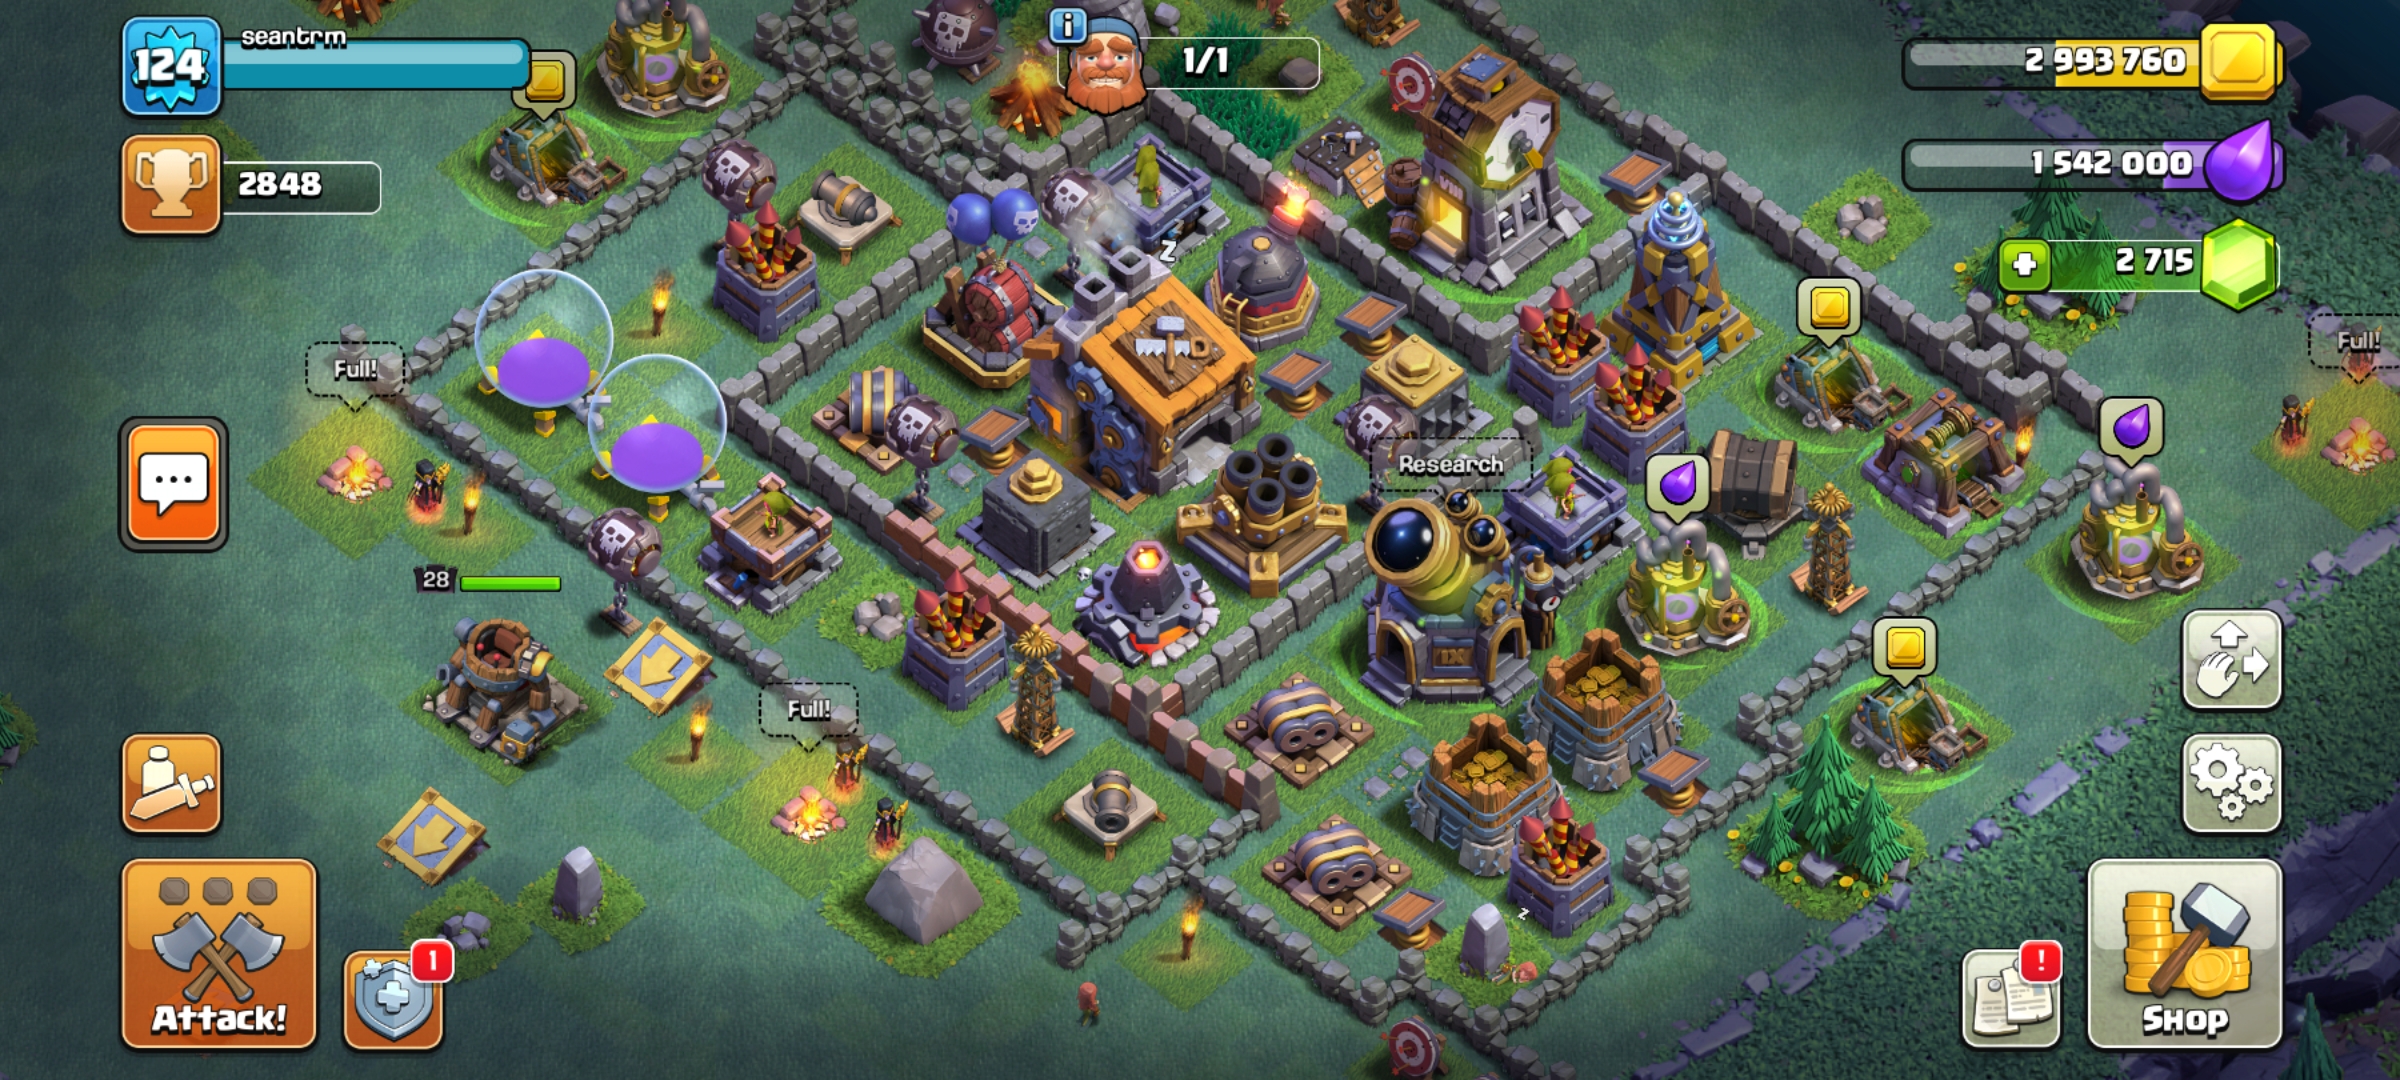 124
seantrm
1/1
2 993 760
2848
1 542 000
2 715
z
Full!
Full!
Research
28
IX
Full!
z
1
!
Attack!
Shop